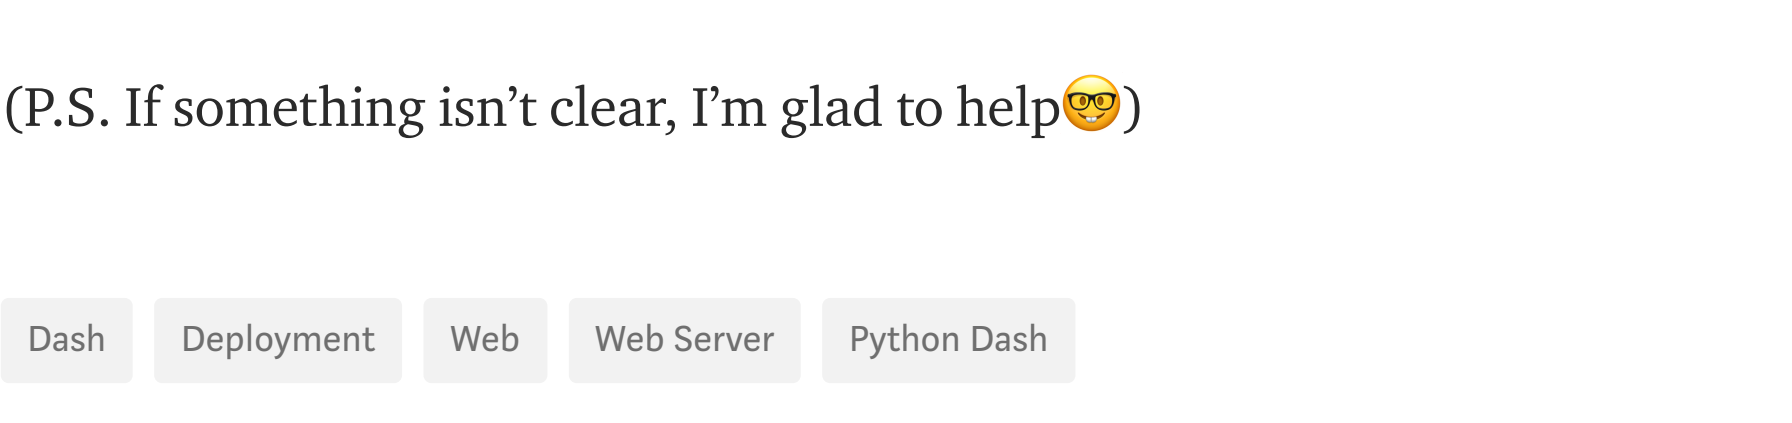 (P.S. If something isn’t clear, I’m glad to help🤓)
Dash Deployment Web Web Server Python Dash